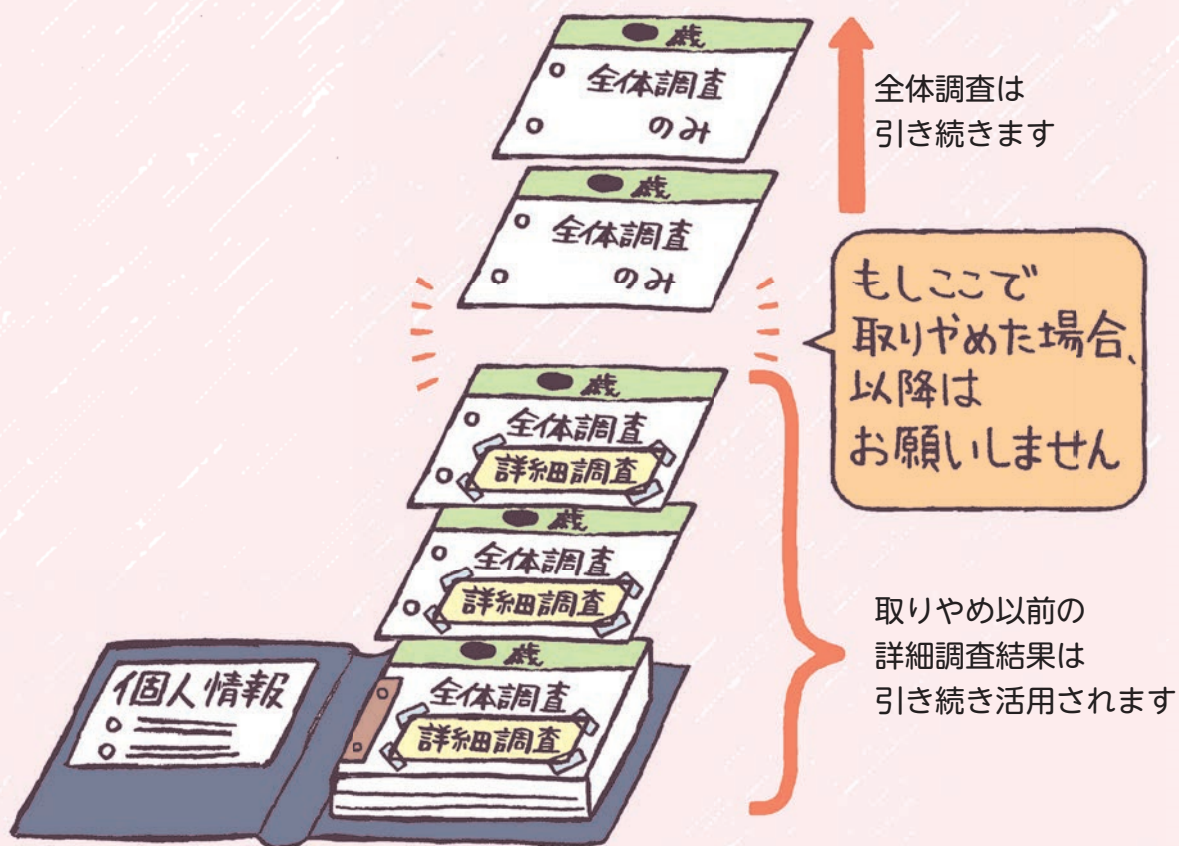 ●歳
全体調査
のみ
全体調査は
引き続きます
●歳
全体調査
のみ
もしここで
取りやめた場合、
以降は
お願いしません
●歳
全体調査
詳細調査
●歳
全体調査
詳細調査
取りやめ以前の
詳細調査結果は
引き続き活用されます
●歳
全体調査
詳細調査
個人情報